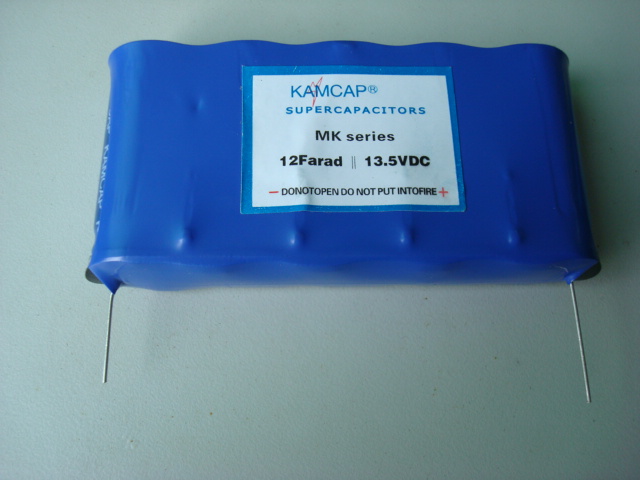 KAMCAP®
SUPERCAPACITORS
MK series
12Farad || 13.5VDC
- DONOTOPEN DO NOT PUT INTOFIRE +